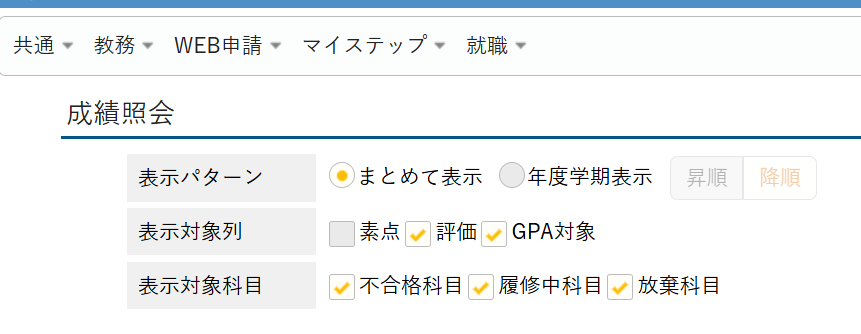 共通 教務 WEB申請 マイステップ 就職
成績照会
表示パターン まとめて表示 年度学期表示 昇順 降順
表示対象列 素点 評価 GPA対象
表示対象科目 不合格科目 履修中科目 放棄科目